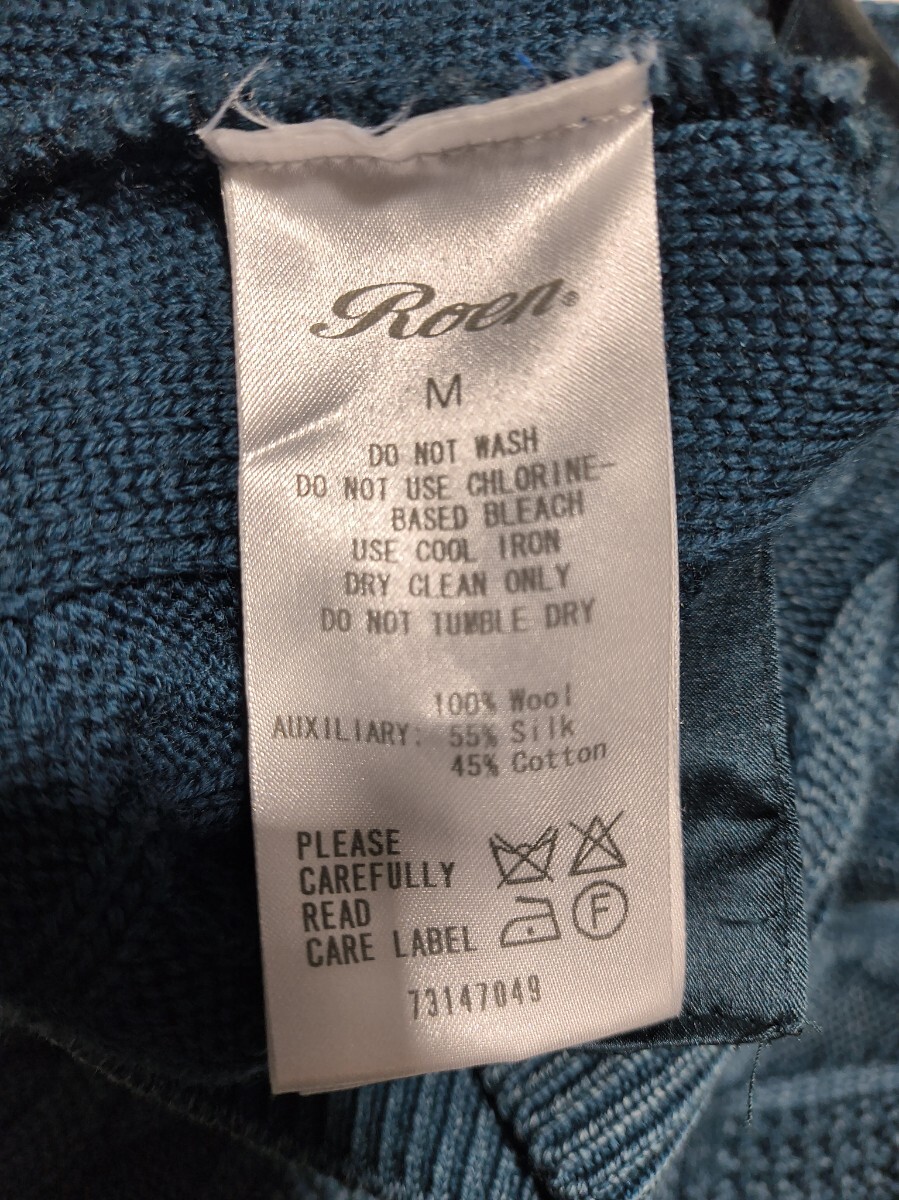 Roen®
M
DO NOT WASH
DO NOT USE CHLORINE-
BASED BLEACH
USE COOL IRON
DRY CLEAN ONLY
DO NOT TUMBLE DRY
100% Wool
AUXILIARY: 55% Silk
45% Cotton
PLEASE
CAREFULLY
READ
CARE LABEL
F
73147049